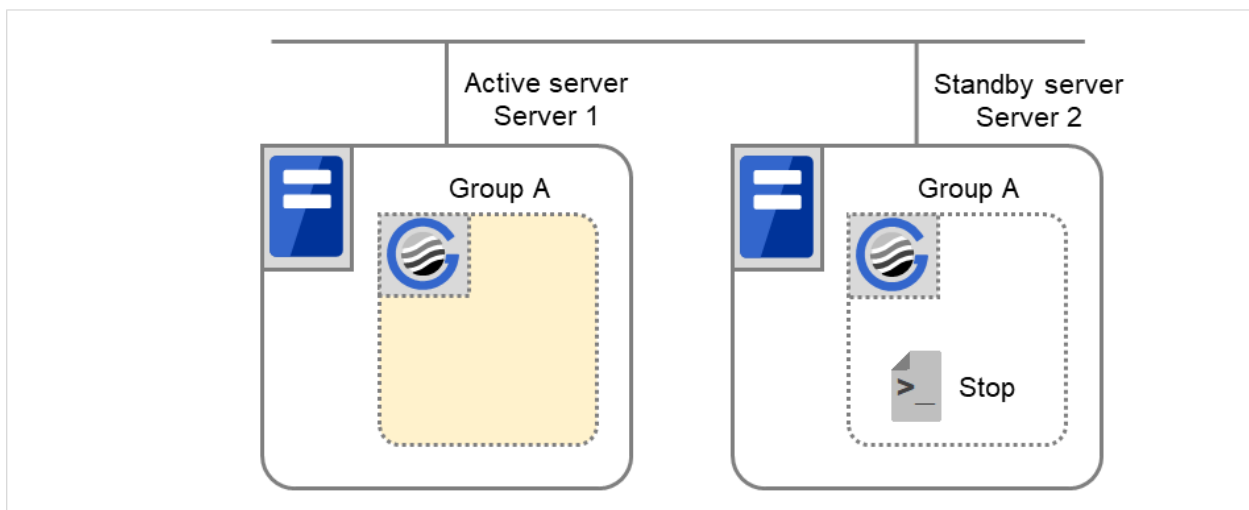 Active server
Server 1
Standby server
Server 2
Group A
Group A
>_
Stop